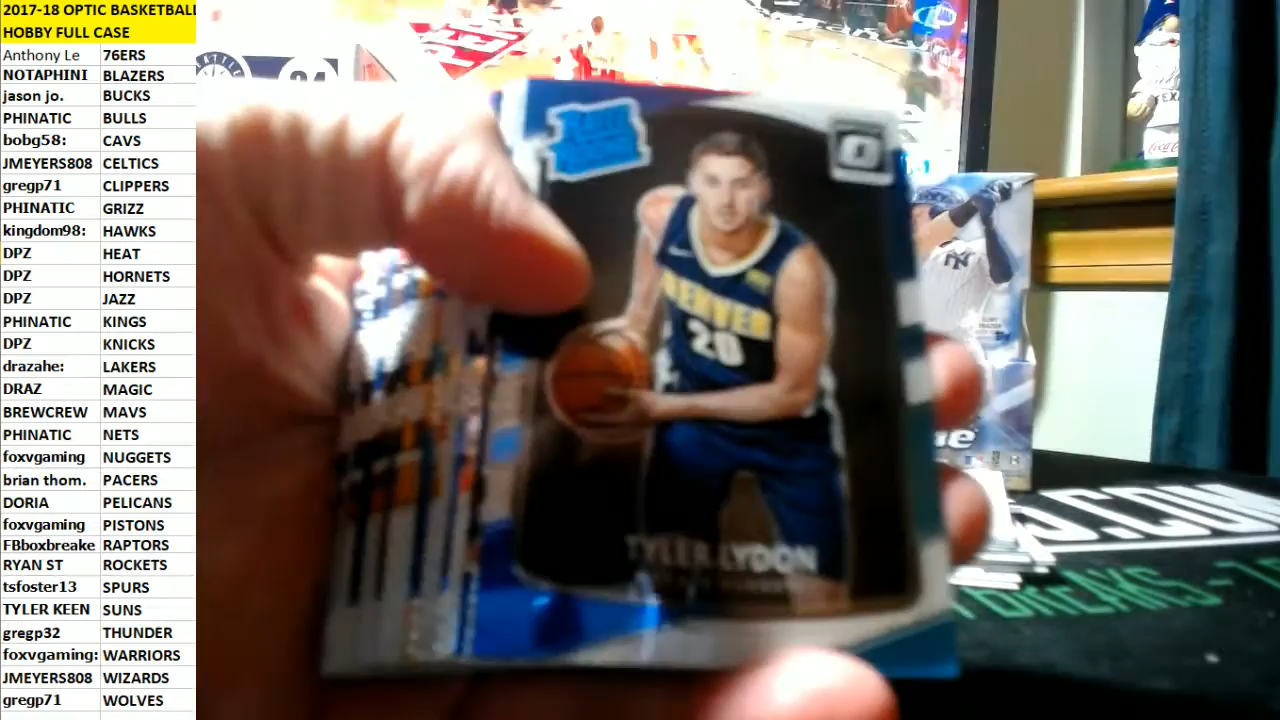 2017-18 OPTIC BASKETBALL
HOBBY FULL CASE
Anthony Le 76ERS
NOTAPHINI BLAZERS
jason jo. BUCKS
PHINATIC BULLS
bobg58: CAVS
JMEYERS808 CELTICS
gregp71 CLIPPERS
PHINATIC GRIZZ
kingdom98: HAWKS
DPZ HEAT
DPZ HORNETS
DPZ JAZZ
PHINATIC KINGS
DPZ KNICKS
drazahe: LAKERS
DRAZ MAGIC
BREWCREW MAVS
PHINATIC NETS
foxvgaming NUGGETS
brian thom. PACERS
DORIA PELICANS
foxvgaming PISTONS
FBboxbreake RAPTORS
RYAN ST ROCKETS
tsfoster13 SPURS
TYLER KEEN SUNS
gregp32 THUNDER
foxvgaming: WARRIORS
JMEYERS808 WIZARDS
gregp71 WOLVES
DENVER
20
TYLER LYDON
S.COM
BREAKS